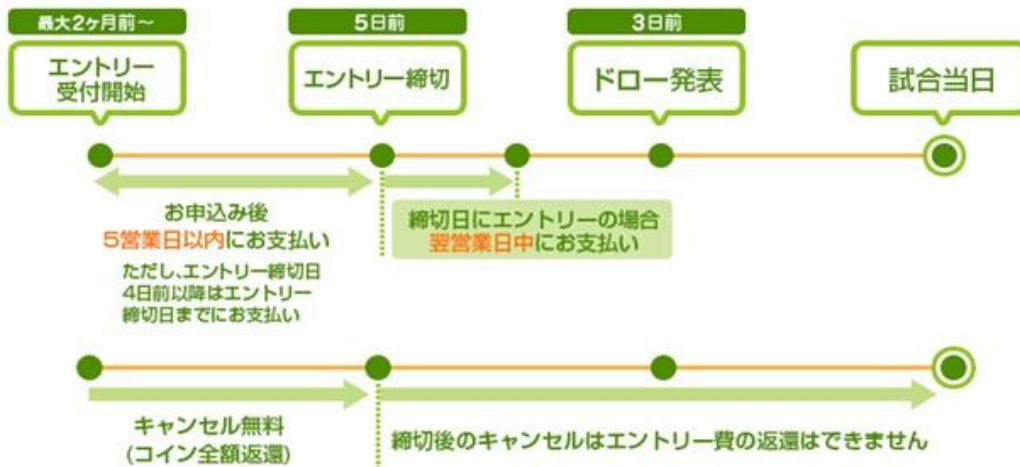 最大2ヶ月前～
エントリー
受付開始
5日前
エントリー締切
3日前
ドロー発表
試合当日
お申込み後
5営業日以内にお支払い
ただし、エントリー締切日
4日前以降はエントリー
締切日までにお支払い
締切日にエントリーの場合
翌営業日中にお支払い
キャンセル無料
(コイン全額返還)
締切後のキャンセルはエントリー費の返還はできません